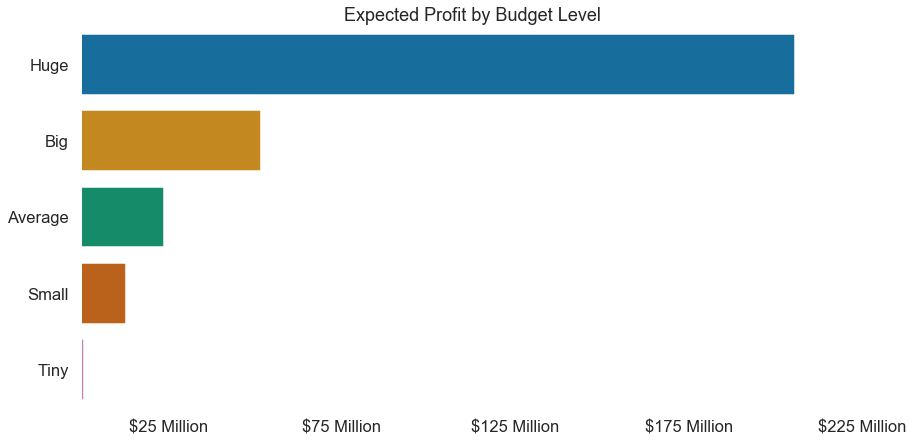 Expected Profit by Budget Level
Huge
Big
Average
Small
Tiny
$25 Million $75 Million $125 Million $175 Million $225 Million